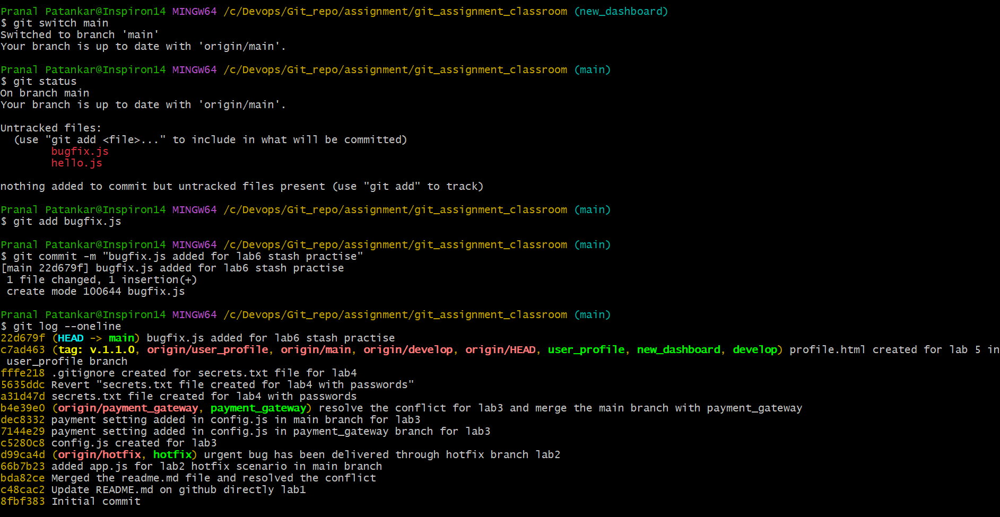 Pranal Patankar@Inspiron14 MINGW64 /c/Devops/Git_repo/assignment/git_assignment_classroom (new_dashboard)
$ git switch main
Switched to branch 'main'
Your branch is up to date with 'origin/main'.

Pranal Patankar@Inspiron14 MINGW64 /c/Devops/Git_repo/assignment/git_assignment_classroom (main)
$ git status
On branch main
Your branch is up to date with 'origin/main'.

Untracked files:
  (use "git add <file>..." to include in what will be committed)
        bugfix.js
        hello.js

nothing added to commit but untracked files present (use "git add" to track)

Pranal Patankar@Inspiron14 MINGW64 /c/Devops/Git_repo/assignment/git_assignment_classroom (main)
$ git add bugfix.js

Pranal Patankar@Inspiron14 MINGW64 /c/Devops/Git_repo/assignment/git_assignment_classroom (main)
$ git commit -m "bugfix.js added for lab6 stash practise"
[main 22d679f] bugfix.js added for lab6 stash practise
 1 file changed, 1 insertion(+)
 create mode 100644 bugfix.js

Pranal Patankar@Inspiron14 MINGW64 /c/Devops/Git_repo/assignment/git_assignment_classroom (main)
$ git log --oneline
22d679f (HEAD -> main) bugfix.js added for lab6 stash practise
c7ad463 (tag: v.1.1.0, origin/user_profile, origin/main, origin/develop, origin/HEAD, user_profile, new_dashboard, develop) profile.html created for lab 5 in
 user_profile branch
fffe218 .gitignore created for secrets.txt file for lab4
5635ddc Revert "secrets.txt file created for lab4 with passwords"
a31d47d secrets.txt file created for lab4 with passwords
b4e39e0 (origin/payment_gateway, payment_gateway) resolve the conflict for lab3 and merge the main branch with payment_gateway
dec8332 payment setting added in config.js in main branch for lab3
7144e29 payment setting added in config.js in payment_gateway branch for lab3
c5280c8 config.js created for lab3
d99ca4d (origin/hotfix, hotfix) urgent bug has been delivered through hotfix branch lab2
66b7b23 added app.js for lab2 hotfix scenario in main branch
bda82ce Merged the readme.md file and resolved the conflict
c48cac2 Update README.md on github directly lab1
8fbf383 Initial commit